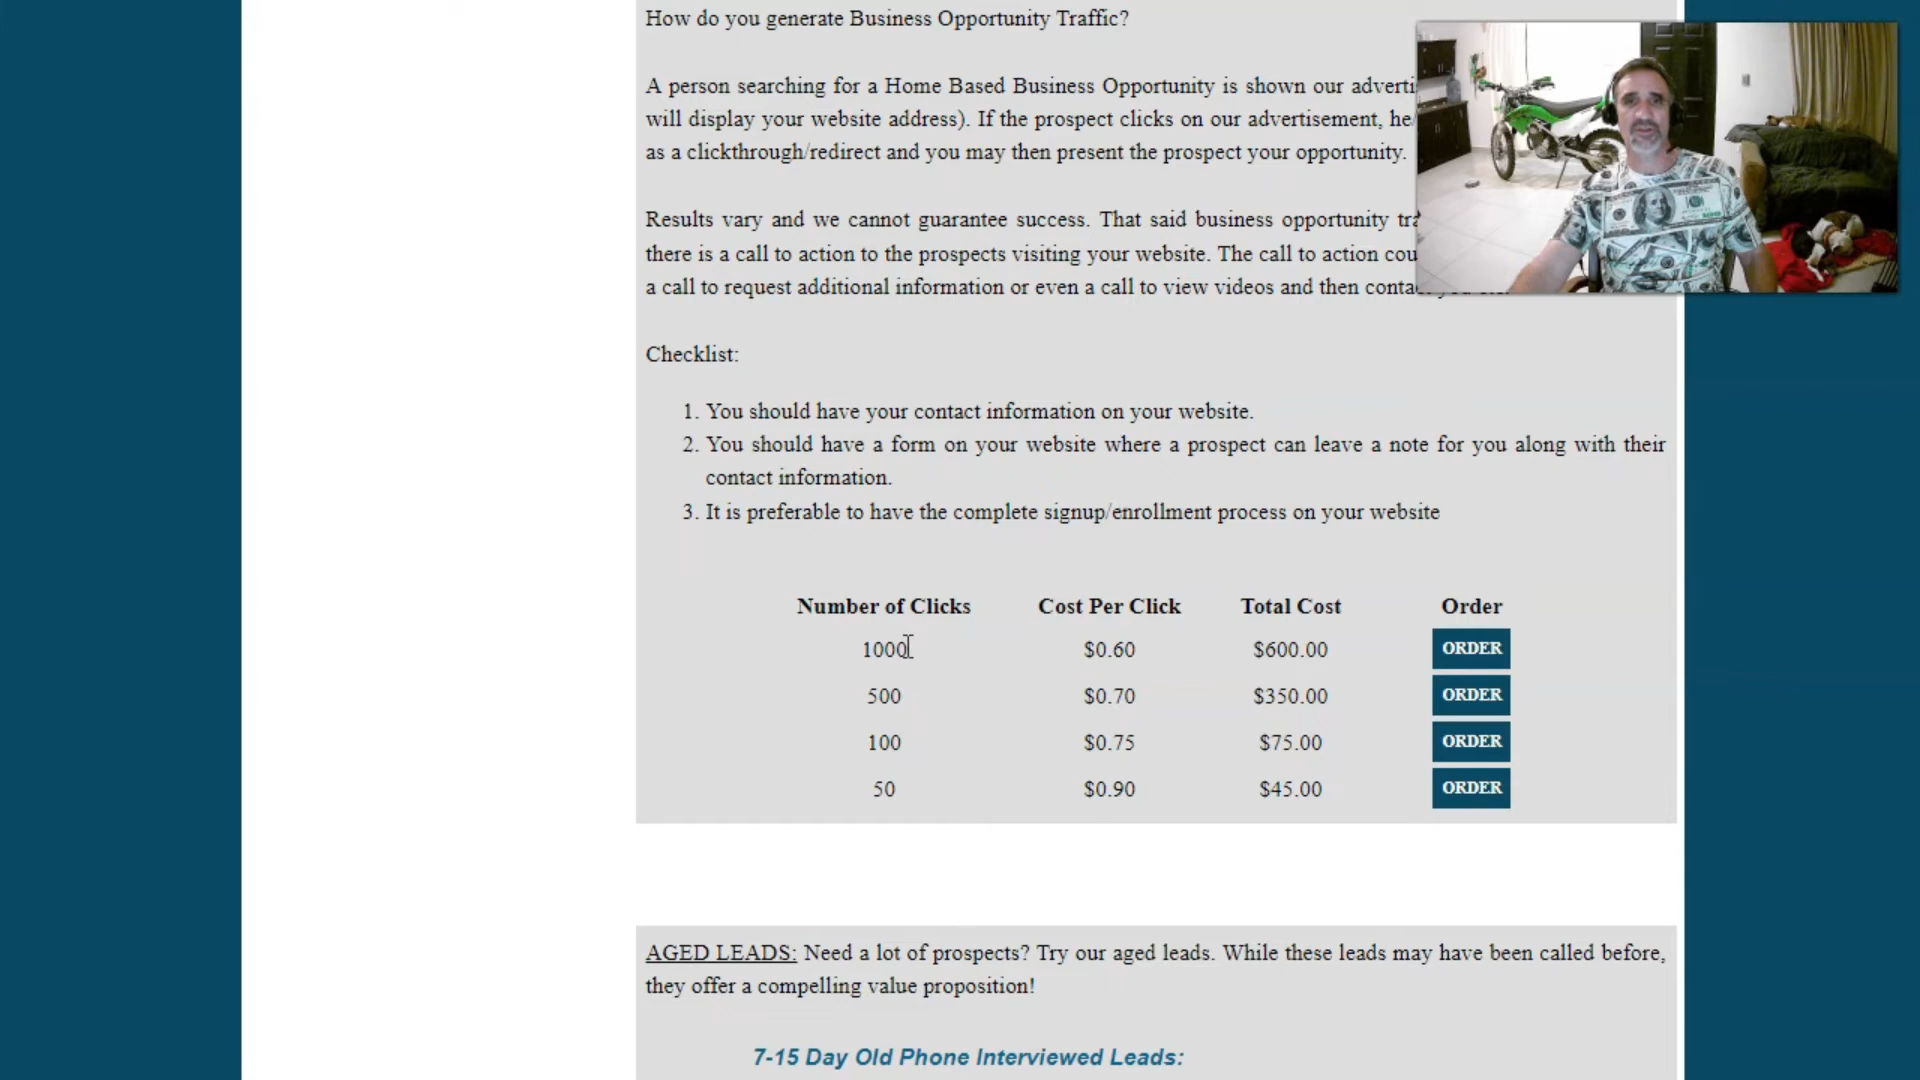 How do you generate Business Opportunity Traffic?
A person searching for a Home Based Business Opportunity is shown our adverti
will display your website address). If the prospect clicks on our advertisement, he/
as a clickthrough/redirect and you may then present the prospect your opportunity.
Results vary and we cannot guarantee success. That said business opportunity tra
there is a call to action to the prospects visiting your website. The call to action cou
a call to request additional information or even a call to view videos and then conta
Checklist:
1. You should have your contact information on your website.
2. You should have a form on your website where a prospect can leave a note for you along with their
contact information.
3. It is preferable to have the complete signup/enrollment process on your website
Number of Clicks Cost Per Click Total Cost Order
1000 $0.60 $600.00 ORDER
500 $0.70 $350.00 ORDER
100 $0.75 $75.00 ORDER
50 $0.90 $45.00 ORDER
AGED LEADS: Need a lot of prospects? Try our aged leads. While these leads may have been called before,
they offer a compelling value proposition!
7-15 Day Old Phone Interviewed Leads: